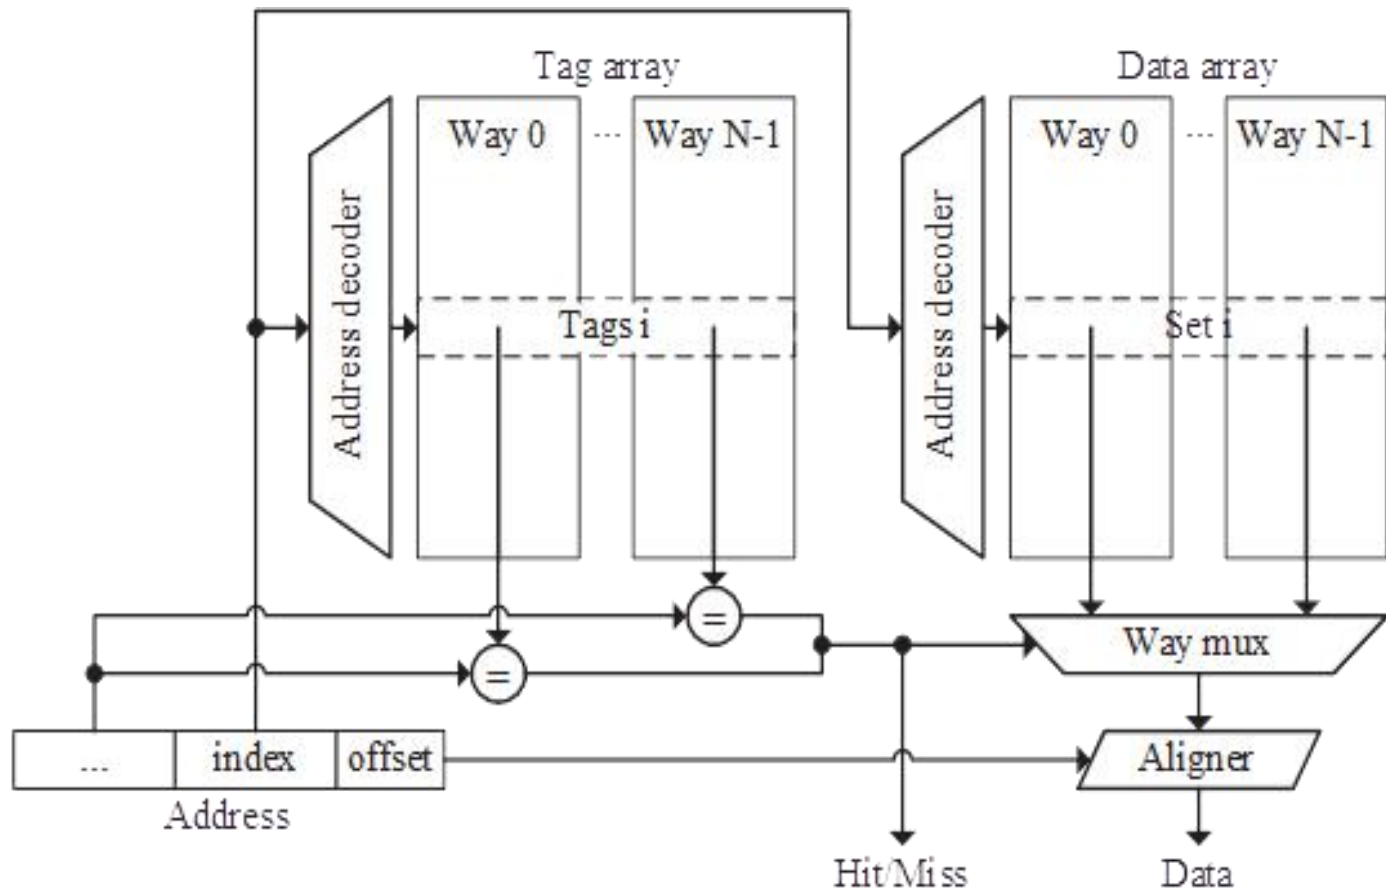 Tag array
Data array
Way 0
...
Way N-1
Way 0
...
Way N-1
Address decoder
Tags i
Address decoder
Set i
=
=
Way mux
...
index
offset
Aligner
Address
Hit/Miss
Data